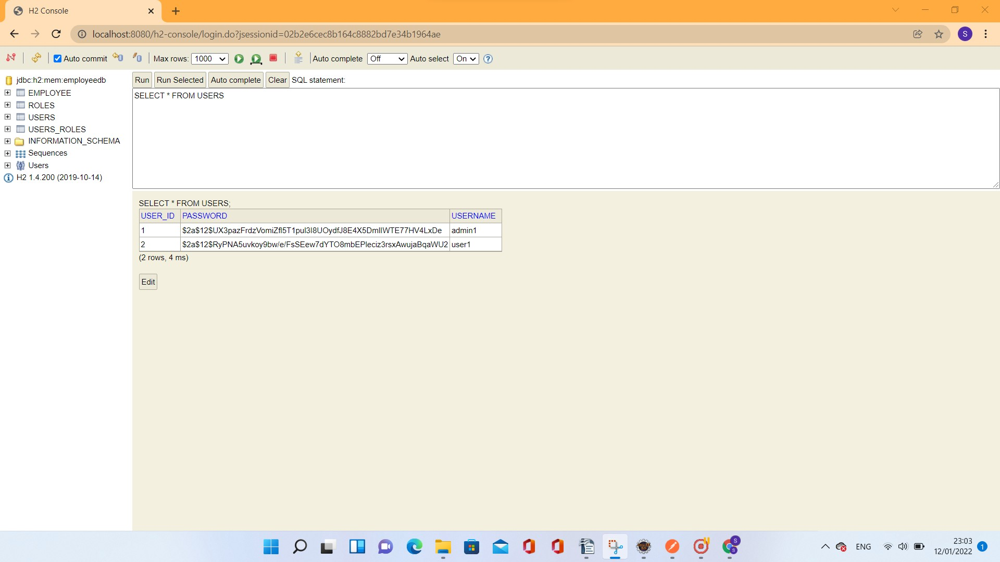 H2 Console
localhost:8080/h2-console/login.do?jsessionid=02b2e6cec8b164c8882bd7e34b1964ae
S
Auto commit
Max rows: 1000
Auto complete Off
Auto select On
jdbc:h2:mem:employeedb
EMPLOYEE
ROLES
USERS
USERS_ROLES
INFORMATION_SCHEMA
Sequences
Users
H2 1.4.200 (2019-10-14)
Run Run Selected Auto complete Clear SQL statement:
SELECT * FROM USERS
SELECT * FROM USERS;
USER_ID PASSWORD USERNAME
1 $2a$12$UX3pazFrdzVomiZfl5T1pul3I8UOydfJ8E4X5DmlIWTE77HV4LxDe admin1
2 $2a$12$RyPNA5uvkoy9bw/e/FsSEew7dYTO8mbEPleciz3rsxAwujaBqaWU2 user1
(2 rows, 4 ms)
Edit
ENG
23:03
12/01/2022
1